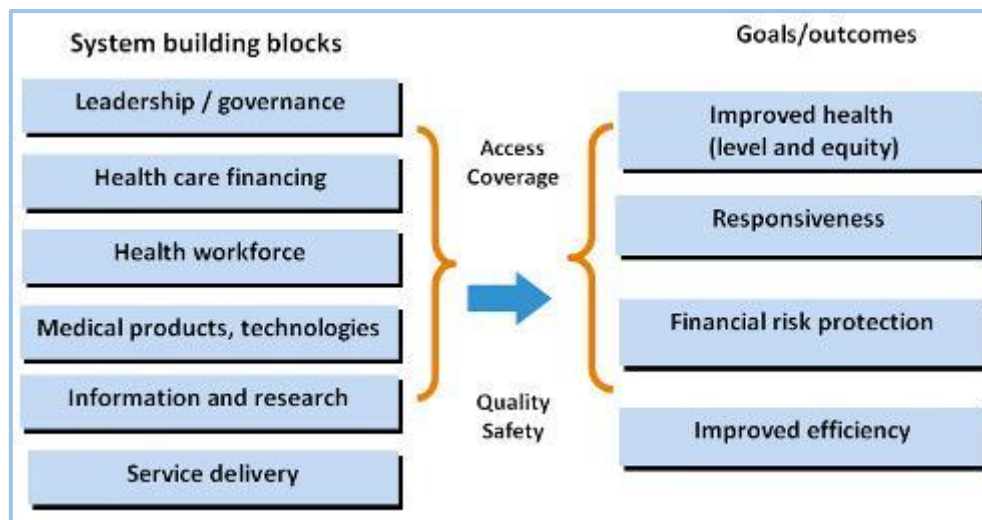 System building blocks
Leadership / governance
Health care financing
Health workforce
Medical products, technologies
Information and research
Service delivery
Access
Coverage
Quality
Safety
Goals/outcomes
Improved health
(level and equity)
Responsiveness
Financial risk protection
Improved efficiency